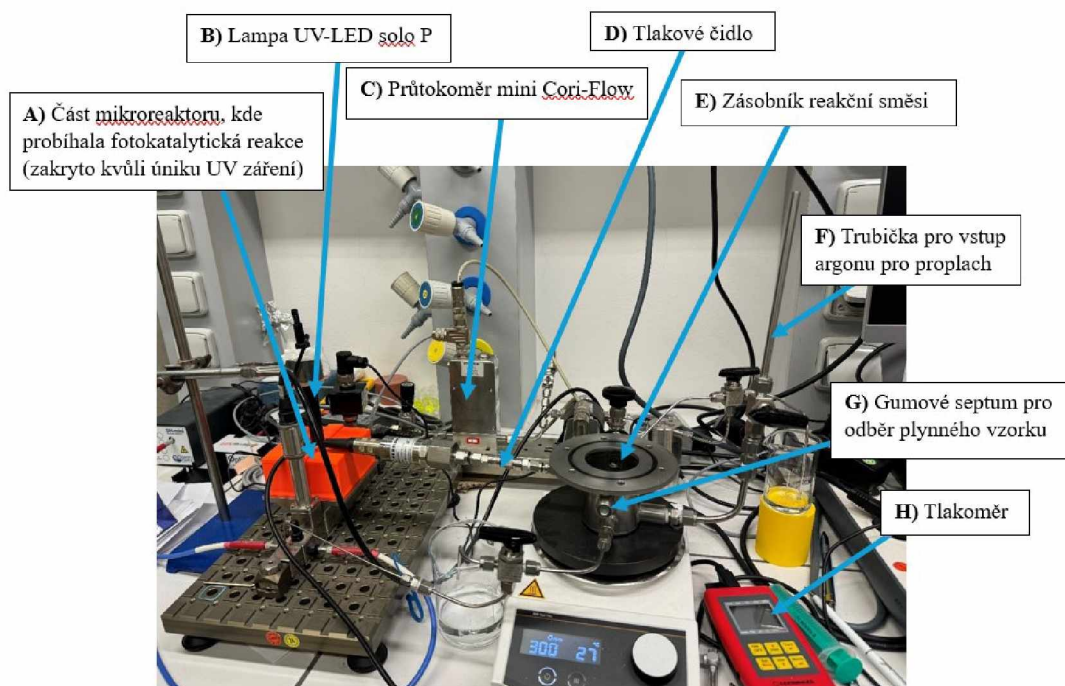 B) Lampa UV-LED solo P
D) Tlakové čidlo
C) Průtokoměr mini Cori-Flow
E) Zásobník reakční směsi
A) Část mikroreaktoru, kde
probíhala fotokatalytická reakce
(zakryto kvůli úniku UV záření)
F) Trubička pro vstup
argonu pro proplach
G) Gumové septum pro
odběr plynného vzorku
H) Tlakoměr
300 27